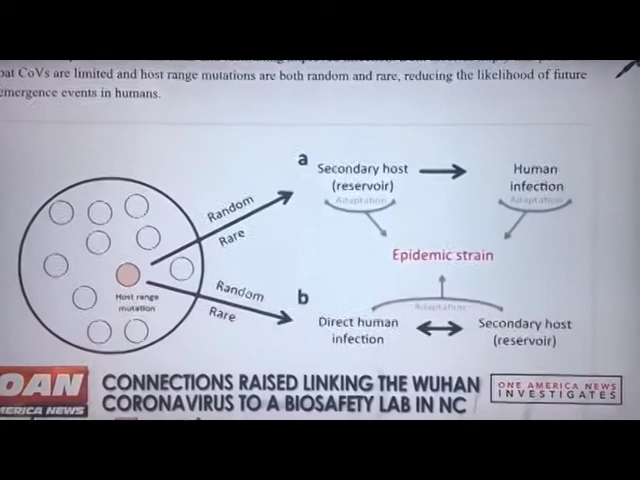 bat CoVs are limited and host range mutations are both random and rare, reducing the likelihood of future
emergence events in humans.
a
Secondary host
(reservoir)
Human
infection
Adaptation
Adaptation
Random
Rare
Epidemic strain
Host range
mutation
Random
Rare
b
Adaptation
Direct human
infection
Secondary host
(reservoir)
OAN
AMERICA NEWS
CONNECTIONS RAISED LINKING THE WUHAN
CORONAVIRUS TO A BIOSAFETY LAB IN NC
ONE AMERICA NEWS
INVESTIGATES